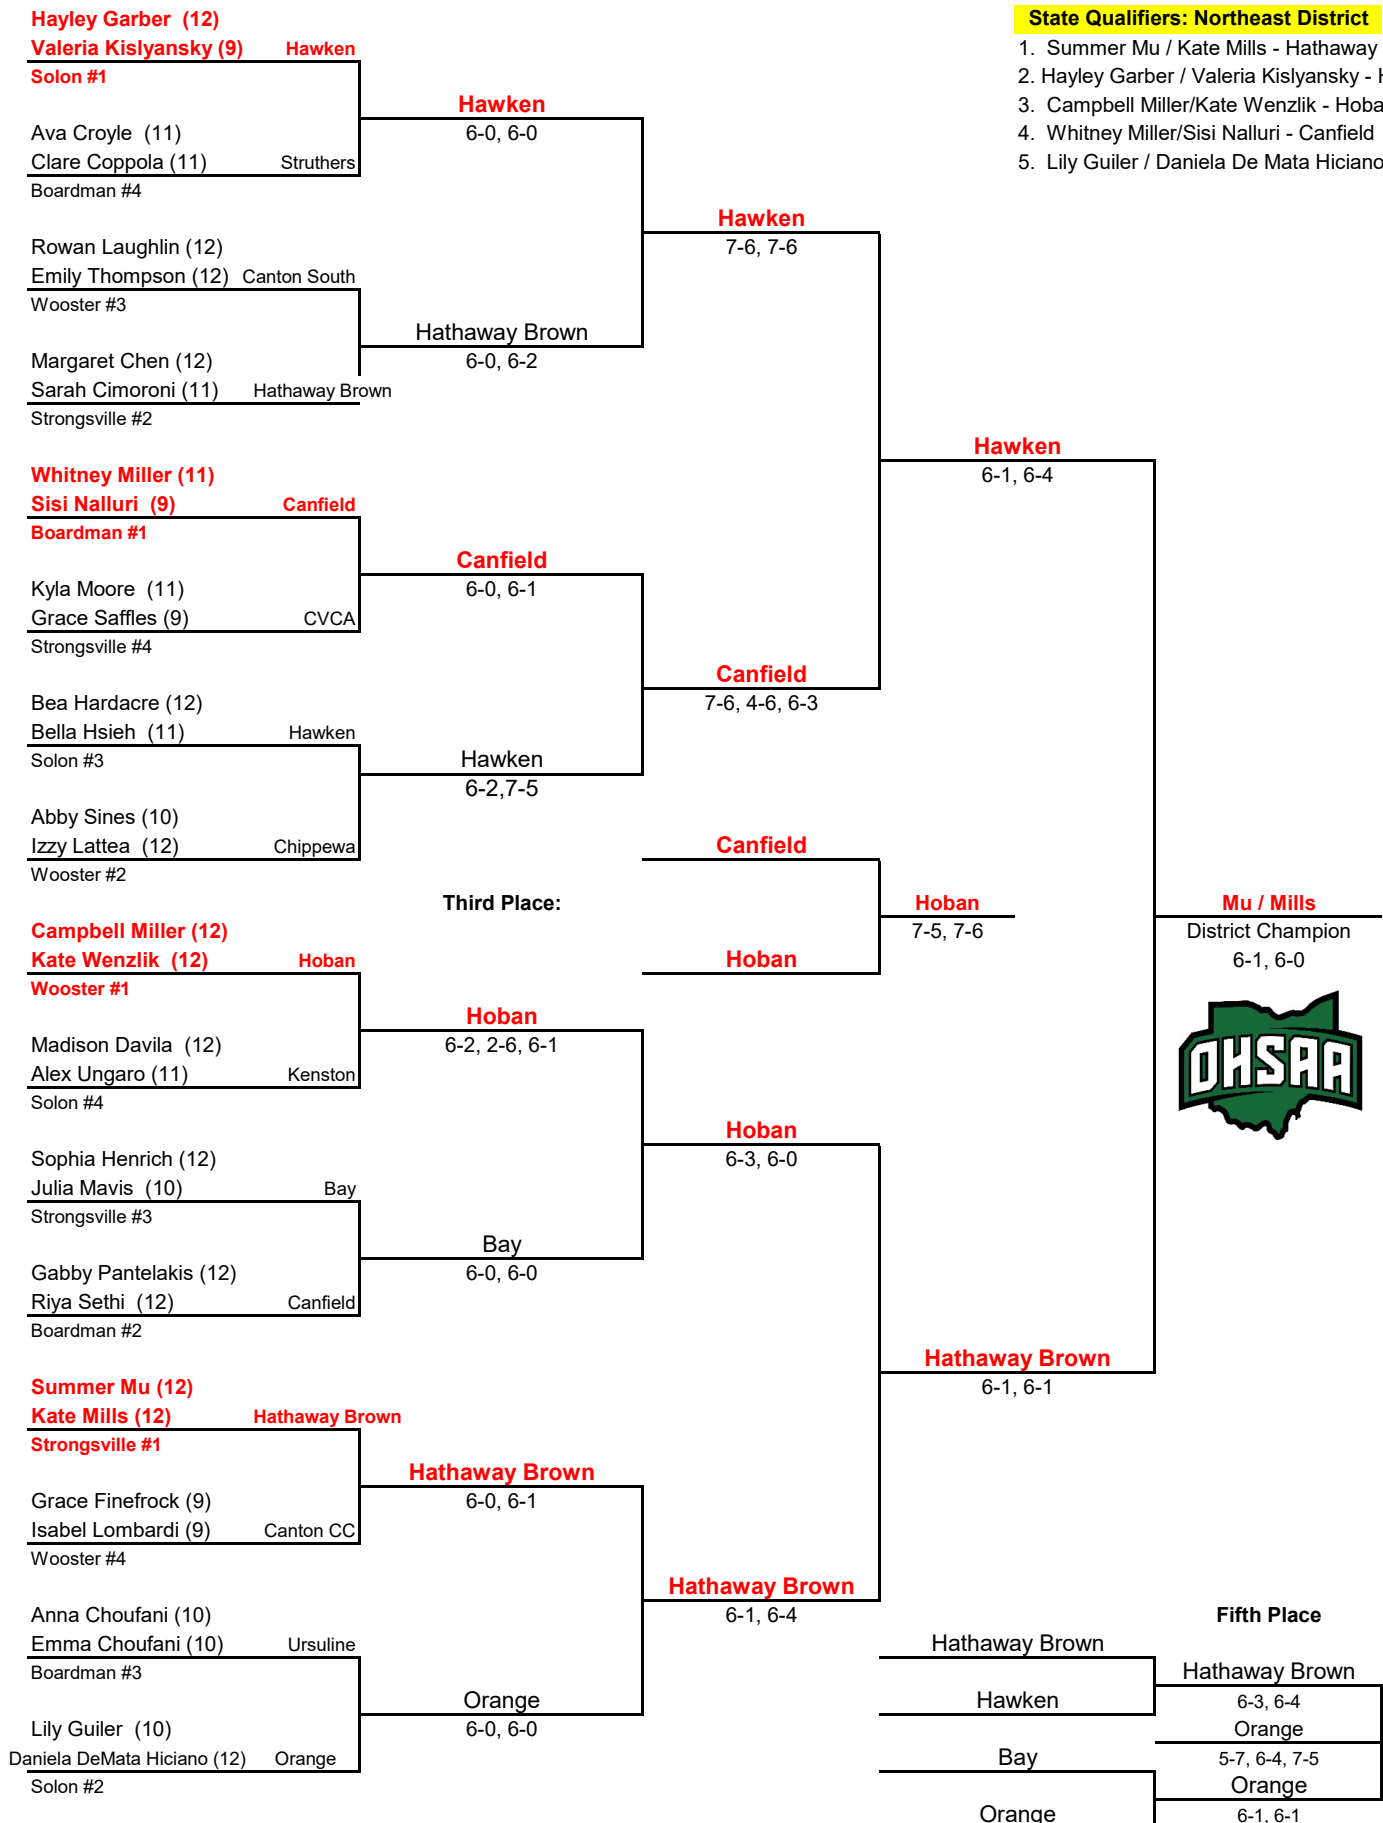 Hayley Garber (12)
State Qualifiers: Northeast District
Valeria Kislyansky (9) Hawken
1. Summer Mu / Kate Mills - Hathaway
Solon #1
2. Hayley Garber / Valeria Kislyansky - H
Hawken
3. Campbell Miller/Kate Wenzlik - Hoba
Ava Croyle (11)
6-0, 6-0
4. Whitney Miller/Sisi Nalluri - Canfield
Clare Coppola (11) Struthers
5. Lily Guiler / Daniela De Mata Hiciano
Boardman #4
Hawken
Rowan Laughlin (12)
7-6, 7-6
Emily Thompson (12) Canton South
Wooster #3
Hathaway Brown
Margaret Chen (12)
6-0, 6-2
Sarah Cimoroni (11) Hathaway Brown
Strongsville #2
Hawken
Whitney Miller (11)
6-1, 6-4
Sisi Nalluri (9) Canfield
Boardman #1
Canfield
Kyla Moore (11)
6-0, 6-1
Grace Saffles (9) CVCA
Strongsville #4
Canfield
Bea Hardacre (12)
7-6, 4-6, 6-3
Bella Hsieh (11) Hawken
Solon #3
Hawken
6-2,7-5
Abby Sines (10)
Izzy Lattea (12) Chippewa
Canfield
Wooster #2
Third Place:
Hoban
Mu / Mills
Campbell Miller (12)
7-5, 7-6
District Champion
Kate Wenzlik (12) Hoban
Hoban
6-1, 6-0
Wooster #1
Hoban
OHSAA
Madison Davila (12)
6-2, 2-6, 6-1
Alex Ungaro (11) Kenston
Solon #4
Hoban
Sophia Henrich (12)
6-3, 6-0
Julia Mavis (10) Bay
Strongsville #3
Bay
Gabby Pantelakis (12)
6-0, 6-0
Riya Sethi (12) Canfield
Boardman #2
Hathaway Brown
Summer Mu (12)
6-1, 6-1
Kate Mills (12) Hathaway Brown
Strongsville #1
Hathaway Brown
Grace Finefrock (9)
6-0, 6-1
Isabel Lombardi (9) Canton CC
Wooster #4
Hathaway Brown
Anna Choufani (10)
6-1, 6-4
Fifth Place
Emma Choufani (10) Ursuline
Hathaway Brown
Boardman #3
Hathaway Brown
Orange
Hawken
6-3, 6-4
Lily Guiler (10)
6-0, 6-0
Orange
Daniela DeMata Hiciano (12) Orange
Bay
5-7, 6-4, 7-5
Solon #2
Orange
Orange
6-1, 6-1